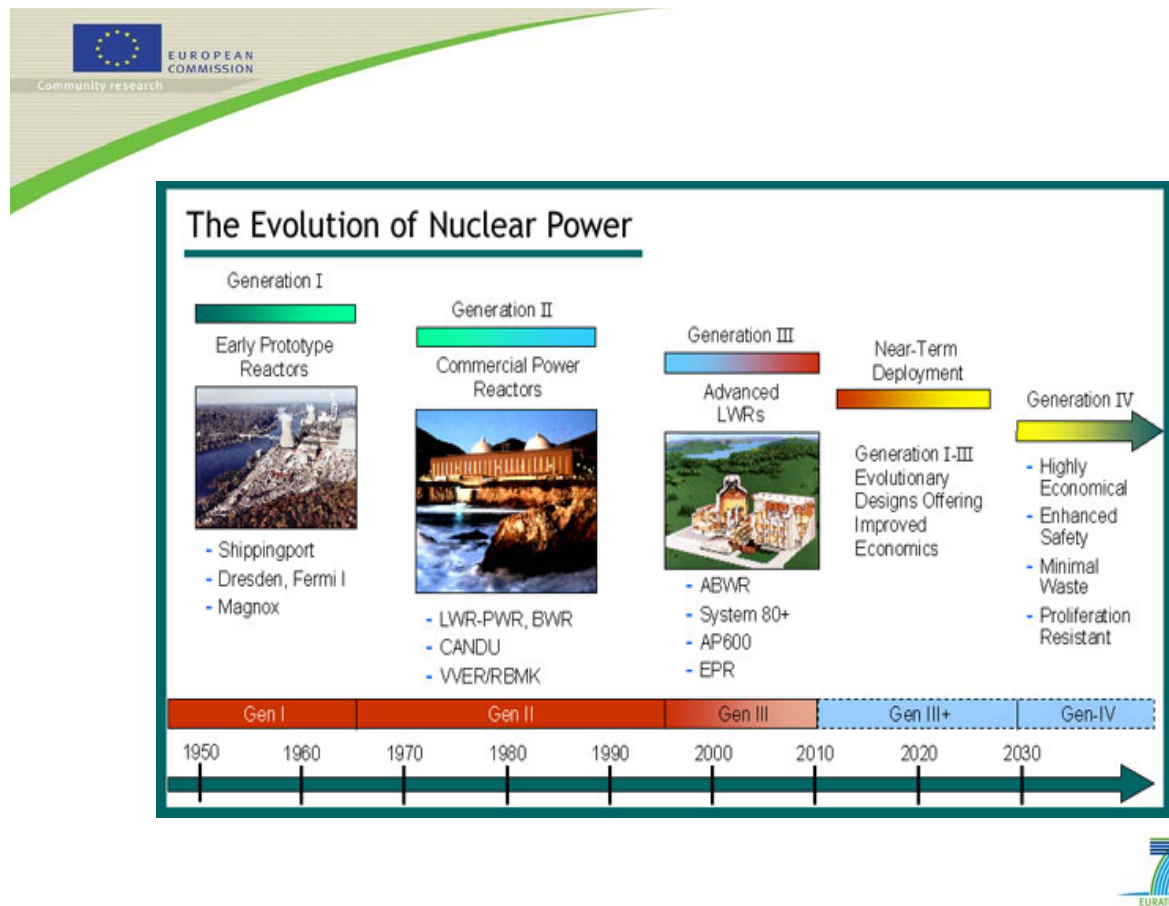 EUROPEAN
COMMISSION
Community research
The Evolution of Nuclear Power
Generation I
Early Prototype
Reactors
- Shippingport
- Dresden, Fermi I
- Magnox
Generation II
Commercial Power
Reactors
- LWR-PWR, BWR
- CANDU
- VVER/RBMK
Generation III
Advanced
LWRs
- ABWR
- System 80+
- AP600
- EPR
Near-Term
Deployment
Generation I-III
Evolutionary
Designs Offering
Improved
Economics
Generation IV
- Highly
Economical
- Enhanced
Safety
- Minimal
Waste
- Proliferation
Resistant
Gen I Gen II Gen III Gen III+ Gen-IV
1950 1960 1970 1980 1990 2000 2010 2020 2030
7